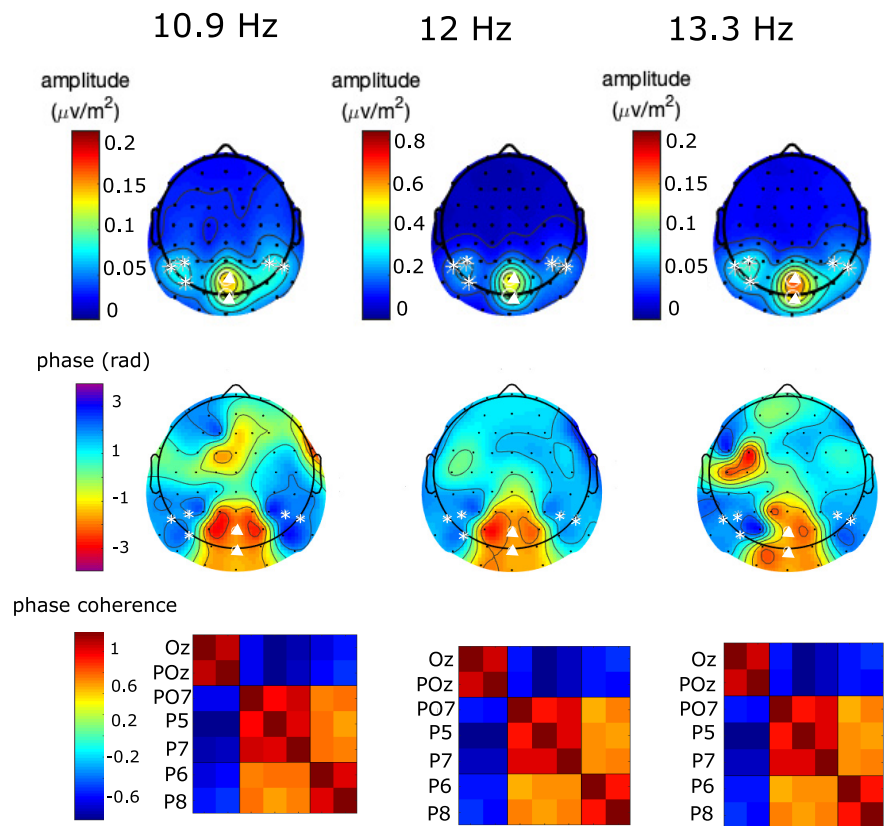 10.9 Hz 12 Hz 13.3 Hz
amplitude amplitude amplitude
(μv/m²) (μv/m²) (μv/m²)
0.2 0.8 0.2
0.15 0.6 0.15
0.1 0.4 0.1
0.05 0.2 0.05
0 0 0
phase (rad)
3
1
-1
-3
phase coherence
1
0.6
0.2
-0.2
-0.6
Oz Oz Oz
POz POz POz
PO7 PO7 PO7
P5 P5 P5
P7 P7 P7
P6 P6 P6
P8 P8 P8